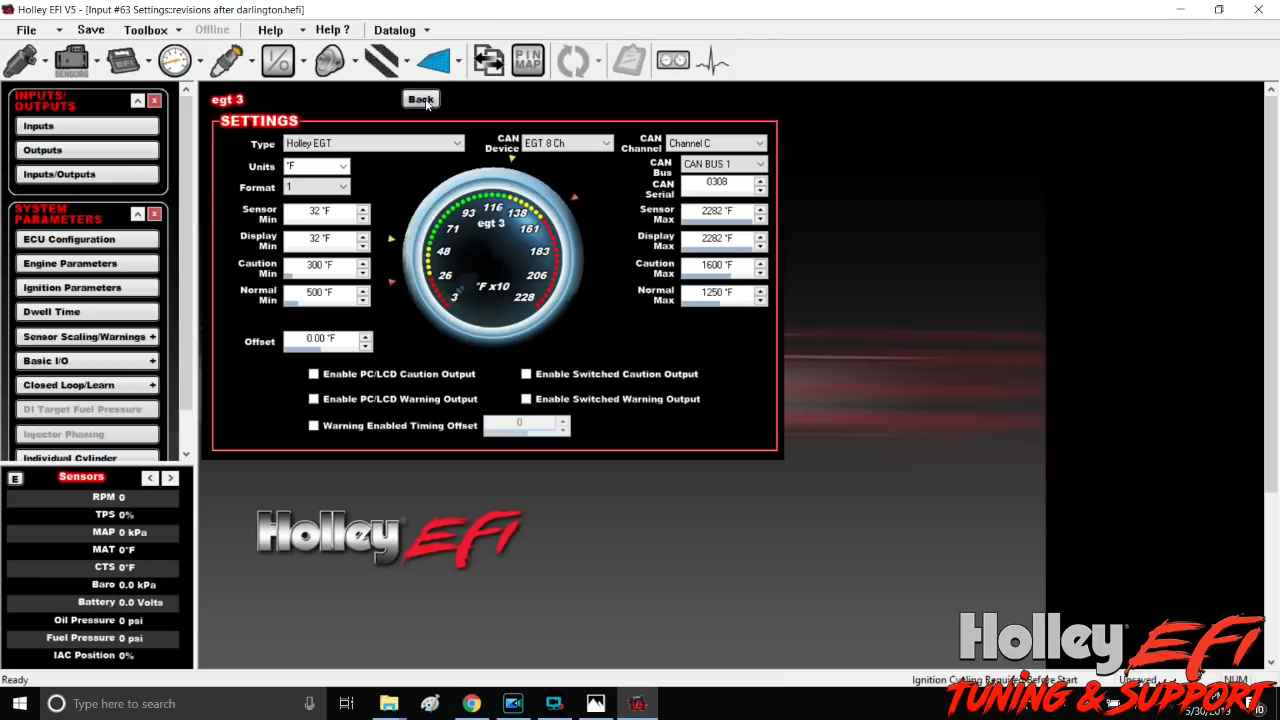 Holley EFI V5 - [Input #63 Settings::revisions after darlington.hefi]
File Save Toolbox Offline Help Help ? Datalog
SENSORS EFI I/O PIN MAP
INPUTS/
OUTPUTS
Inputs
Outputs
Inputs/Outputs
SYSTEM
PARAMETERS
ECU Configuration
Engine Parameters
Ignition Parameters
Dwell Time
Sensor Scaling/Warnings +
Basic I/O +
Closed Loop/Learn +
DI Target Fuel Pressure
Injector Phasing
Individual Cylinder
E Sensors < >
RPM 0
TPS 0%
MAP 0 kPa
MAT 0°F
CTS 0°F
Baro 0.0 kPa
Battery 0.0 Volts
Oil Pressure 0 psi
Fuel Pressure 0 psi
IAC Position 0%
egt 3 Back
SETTINGS
Type Holley EGT CAN Device EGT 8 Ch CAN Channel Channel C
Units °F CAN Bus CAN BUS 1
Format 1 CAN Serial 0308
Sensor Min 32 °F Sensor Max 2282 °F
Display Min 32 °F Display Max 2282 °F
Caution Min 300 °F Caution Max 1600 °F
Normal Min 500 °F Normal Max 1250 °F
93 116 138
egt 3
71 161
48 183
26 206
°F x10
3 228
Offset 0.00 °F
Enable PC/LCD Caution Output Enable Switched Caution Output
Enable PC/LCD Warning Output Enable Switched Warning Output
Warning Enabled Timing Offset 0
Holley EFI
Holley EFI
TUNING & SUPPORT
Ready Ignition Cycling Required Before Start Unsaved NUM
Type here to search